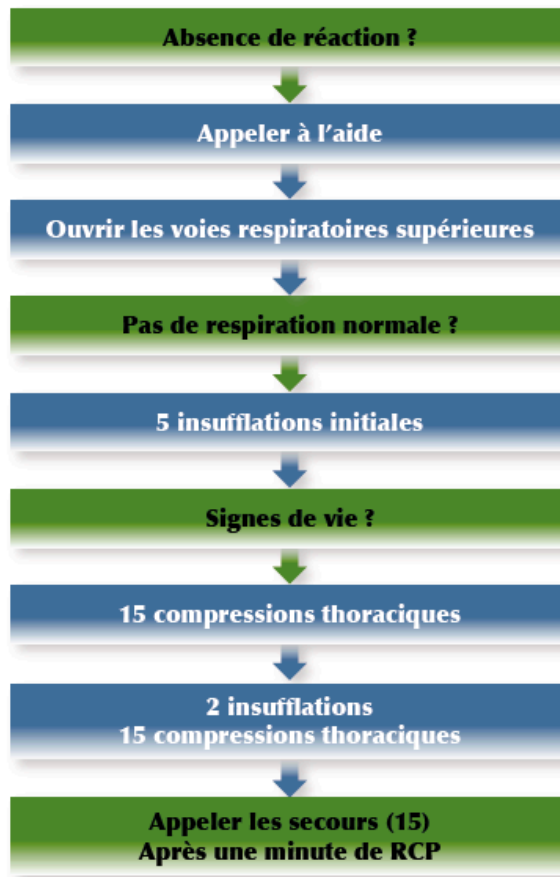 Absence de réaction ?
Appeler à l’aide
Ouvrir les voies respiratoires supérieures
Pas de respiration normale ?
5 insufflations initiales
Signes de vie ?
15 compressions thoraciques
2 insufflations
15 compressions thoraciques
Appeler les secours (15)
Après une minute de RCP